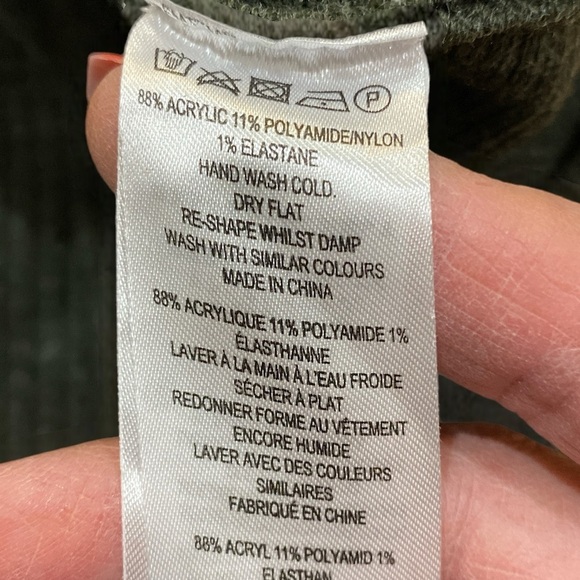 P
88% ACRYLIC 11% POLYAMIDE/NYLON
1% ELASTANE
HAND WASH COLD.
DRY FLAT
RE-SHAPE WHILST DAMP
WASH WITH SIMILAR COLOURS
MADE IN CHINA
88% ACRYLIQUE 11% POLYAMIDE 1%
ÉLASTHANNE
LAVER À LA MAIN À L'EAU FROIDE
SÉCHER À PLAT
REDONNER FORME AU VÊTEMENT
ENCORE HUMIDE
LAVER AVEC DES COULEURS
SIMILAIRES
FABRIQUÉ EN CHINE
88% ACRYL 11% POLYAMID 1%
ELASTHAN